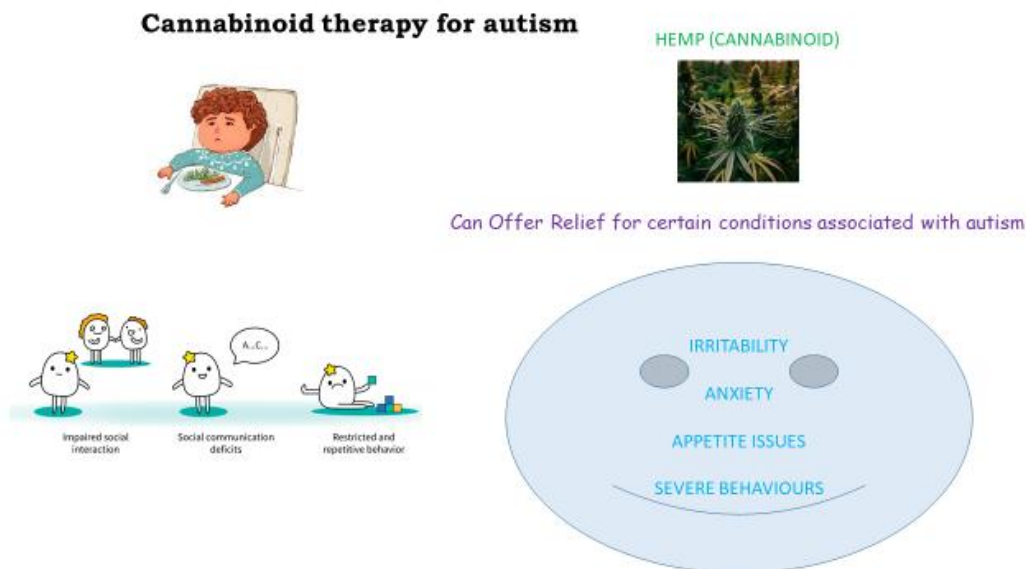 Cannabinoid therapy for autism
HEMP (CANNABINOID)
Can Offer Relief for certain conditions associated with autism
A...C...
Impaired social
interaction
Social communication
deficits
Restricted and
repetitive behavior
IRRITABILITY
ANXIETY
APPETITE ISSUES
SEVERE BEHAVIOURS